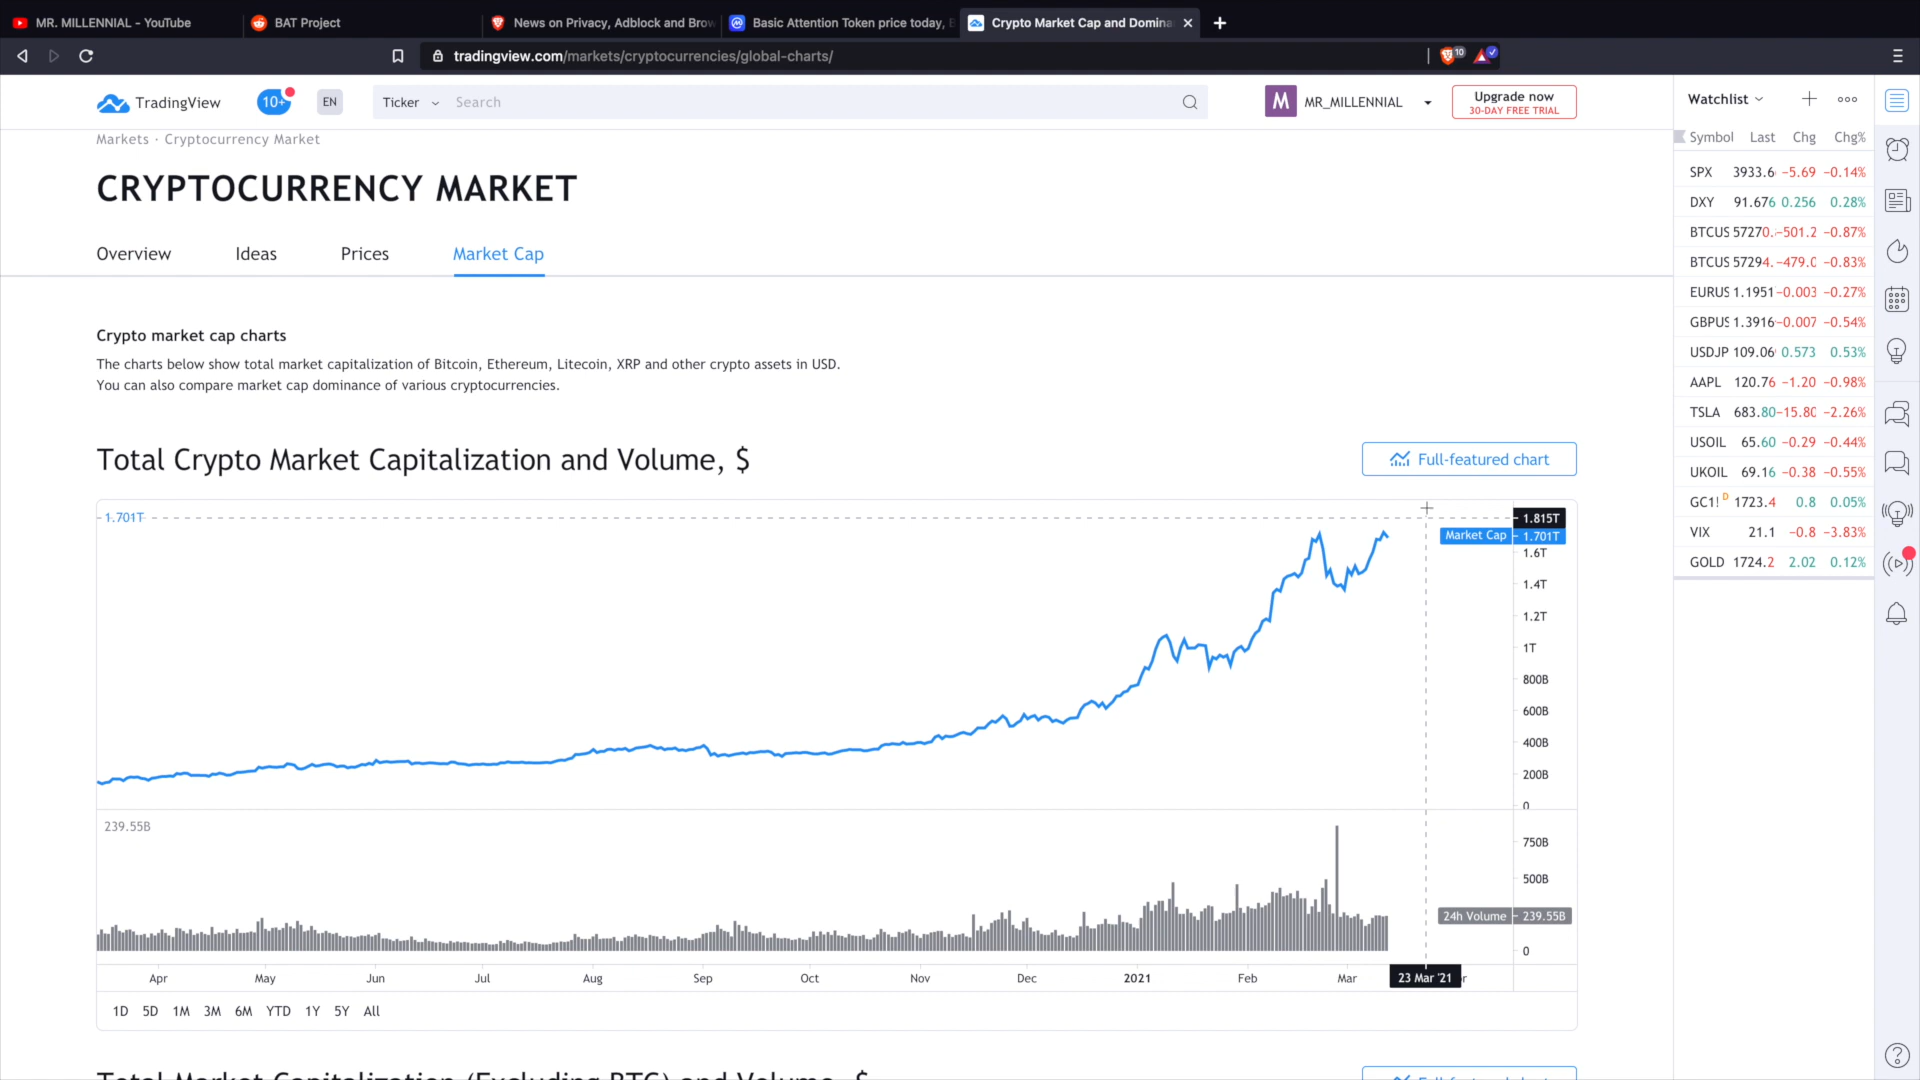 MR. MILLENNIAL - YouTube
BAT Project
News on Privacy, Adblock and Brow
Basic Attention Token price today,
Crypto Market Cap and Domina
tradingview.com/markets/cryptocurrencies/global-charts/
10
TradingView
10+
EN
Ticker
Search
M
MR_MILLENNIAL
Upgrade now
30-DAY FREE TRIAL
Markets · Cryptocurrency Market
CRYPTOCURRENCY MARKET
Overview
Ideas
Prices
Market Cap
Crypto market cap charts
The charts below show total market capitalization of Bitcoin, Ethereum, Litecoin, XRP and other crypto assets in USD.
You can also compare market cap dominance of various cryptocurrencies.
Total Crypto Market Capitalization and Volume, $
Full-featured chart
1.701T
1.815T
Market Cap 1.701T
1.6T
1.4T
1.2T
1T
800B
600B
400B
200B
0
239.55B
750B
500B
24h Volume 239.55B
0
Apr May Jun Jul Aug Sep Oct Nov Dec 2021 Feb Mar 23 Mar '21
1D 5D 1M 3M 6M YTD 1Y 5Y All
Total Market Capitalization (Excluding BTC) and Volume, $
Full-featured chart
Watchlist
Symbol Last Chg Chg%
SPX 3933.6 −5.69 −0.14%
DXY 91.676 0.256 0.28%
BTCUS 57270. −501.2 −0.87%
BTCUS 57294. −479.0 −0.83%
EURUS 1.1951 −0.003 −0.27%
GBPUS 1.3916 −0.007 −0.54%
USDJP 109.06 0.573 0.53%
AAPL 120.76 −1.20 −0.98%
TSLA 683.80 −15.80 −2.26%
USOIL 65.60 −0.29 −0.44%
UKOIL 69.16 −0.38 −0.55%
GC1! D 1723.4 0.8 0.05%
VIX 21.1 −0.8 −3.83%
GOLD 1724.2 2.02 0.12%